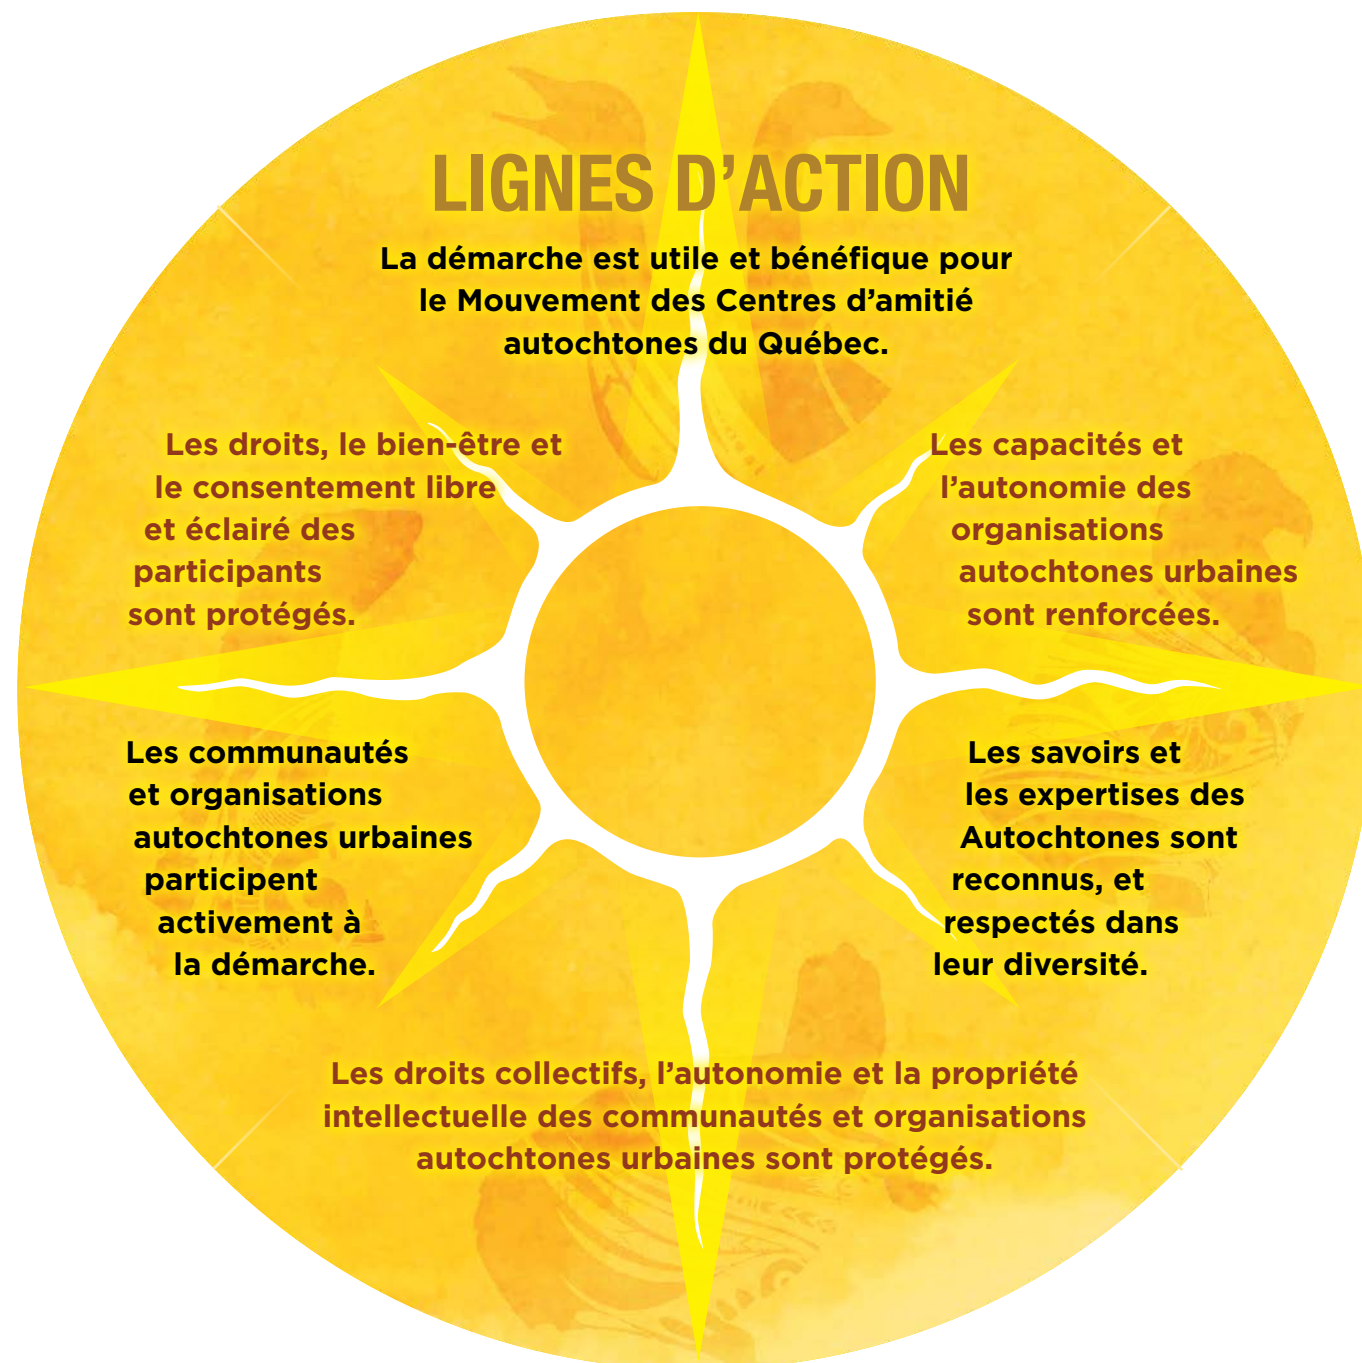 LIGNES D’ACTION
La démarche est utile et bénéfique pour
le Mouvement des Centres d’amitié
autochtones du Québec.
Les droits, le bien-être et
le consentement libre
et éclairé des
participants
sont protégés.
Les capacités et
l’autonomie des
organisations
autochtones urbaines
sont renforcées.
Les communautés
et organisations
autochtones urbaines
participent
activement à
la démarche.
Les savoirs et
les expertises des
Autochtones sont
reconnus, et
respectés dans
leur diversité.
Les droits collectifs, l’autonomie et la propriété
intellectuelle des communautés et organisations
autochtones urbaines sont protégés.